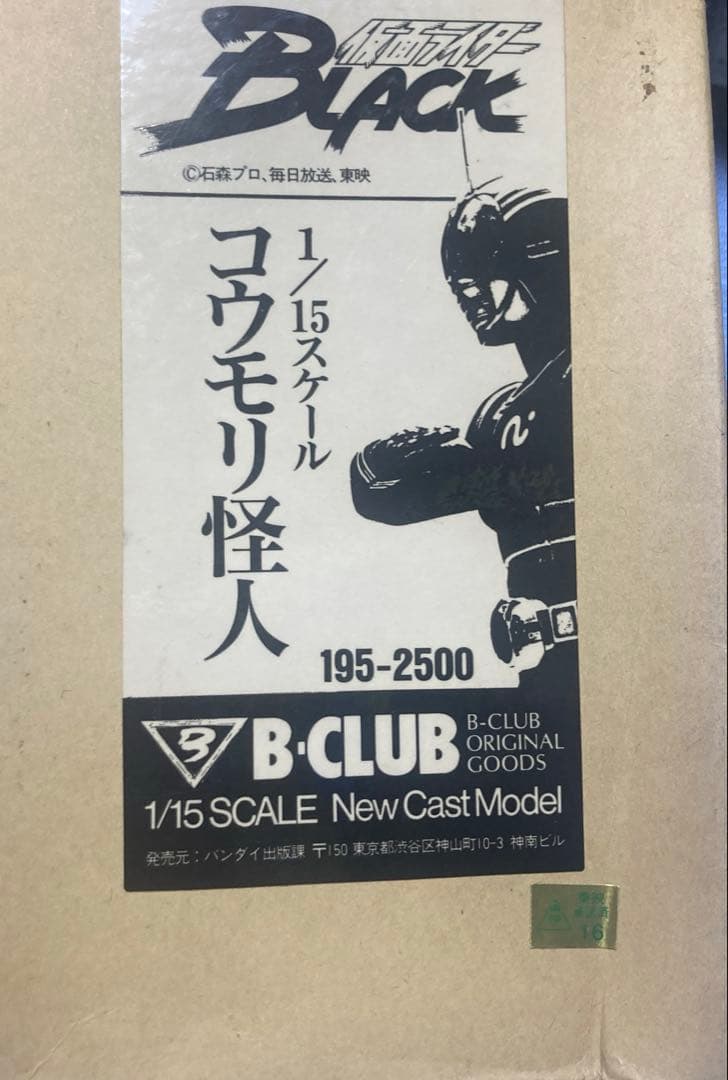 仮面ライダー
BLACK
©石森プロ、毎日放送、東映
1/15スケール
コウモリ怪人
195-2500
B·CLUB
B-CLUB
ORIGINAL
GOODS
1/15 SCALE New Cast Model
発売元：バンダイ出版課 〒150 東京都渋谷区神山町10-3 神南ビル
16